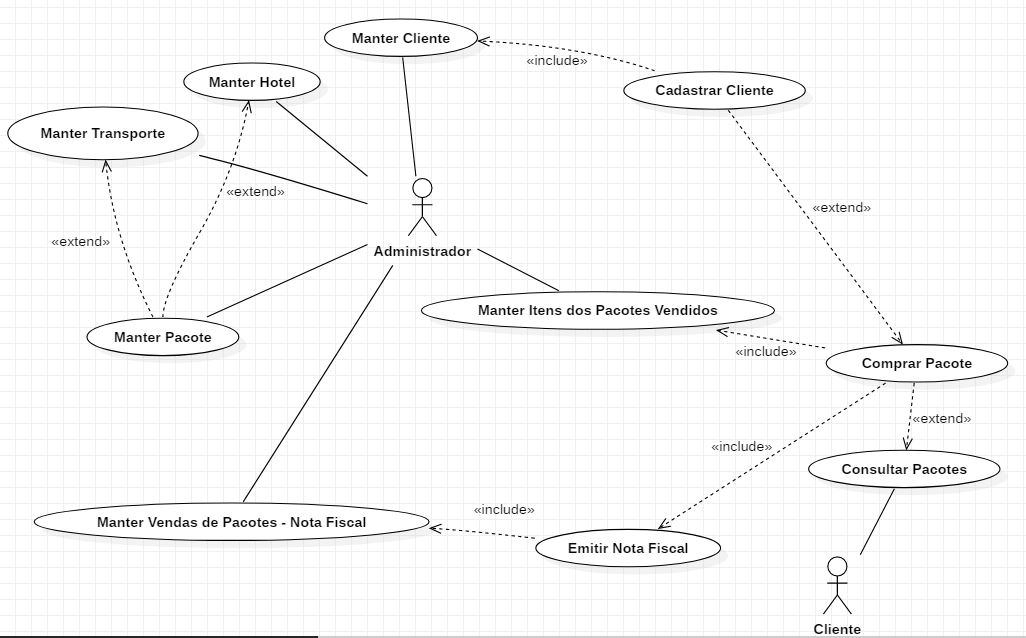 Manter Cliente
«include»
Manter Hotel
Cadastrar Cliente
Manter Transporte
«extend»
«extend»
«extend»
Administrador
Manter Itens dos Pacotes Vendidos
Manter Pacote
«include»
Comprar Pacote
«extend»
«include»
Consultar Pacotes
«include»
Manter Vendas de Pacotes - Nota Fiscal
Emitir Nota Fiscal
Cliente